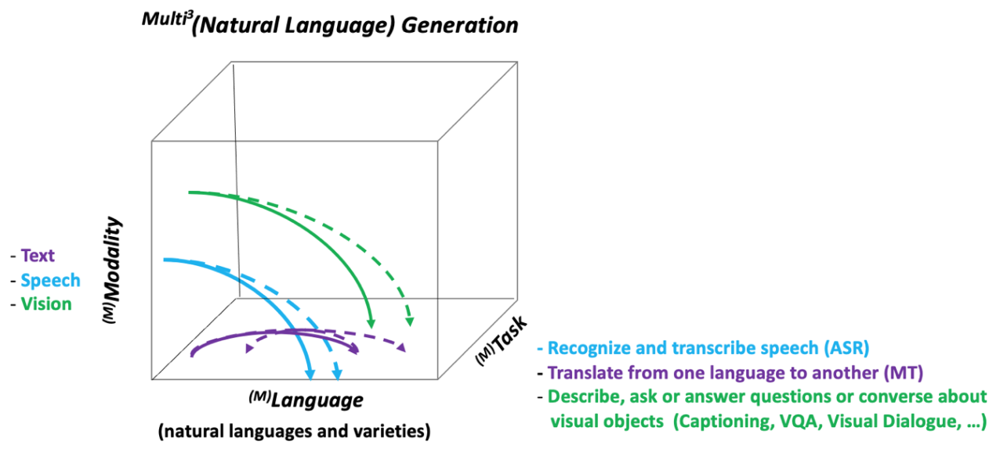 Multi³(Natural Language) Generation
(M)Modality
- Text
- Speech
- Vision
(M)Language
(natural languages and varieties)
(M)Task
- Recognize and transcribe speech (ASR)
- Translate from one language to another (MT)
- Describe, ask or answer questions or converse about
visual objects (Captioning, VQA, Visual Dialogue, …)